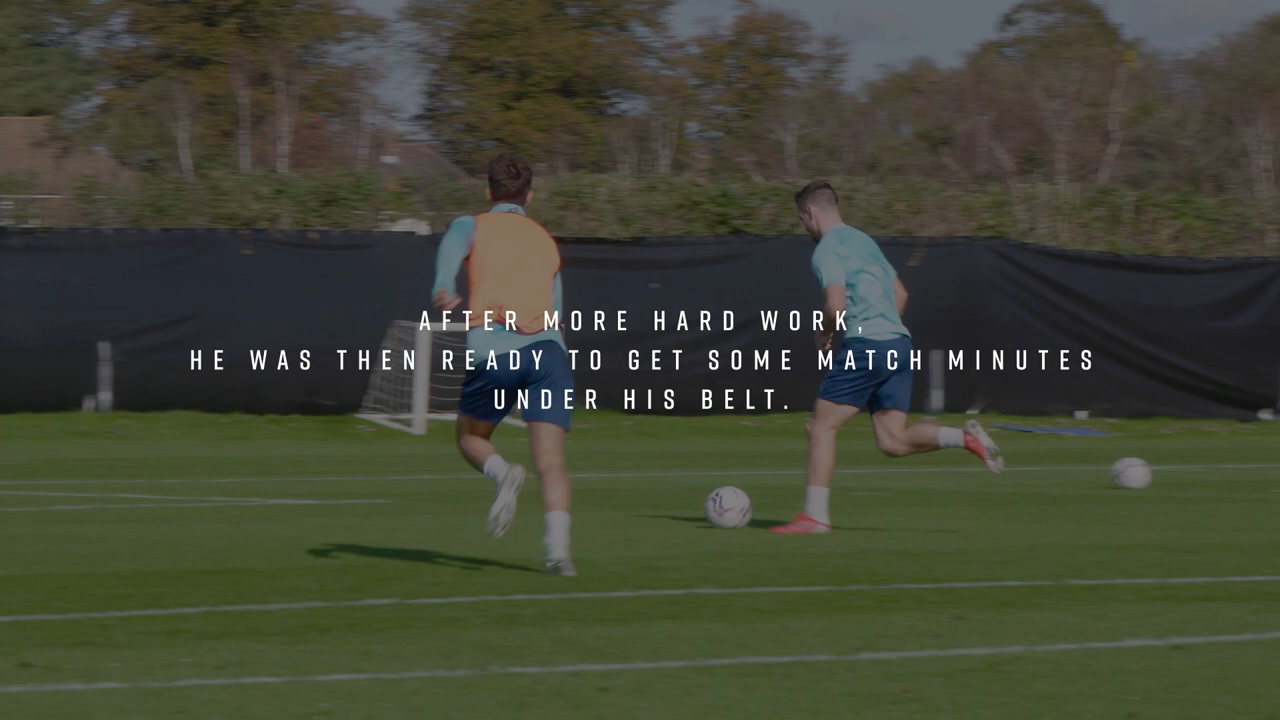 AFTER MORE HARD WORK,
HE WAS THEN READY TO GET SOME MATCH MINUTES
UNDER HIS BELT.